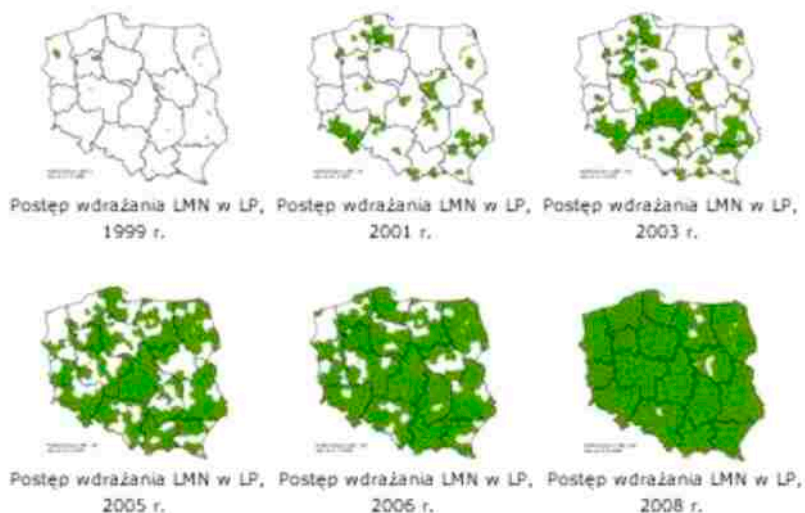 Postęp wdrażania LMN w LP,
1999 r.
Postęp wdrażania LMN w LP,
2001 r.
Postęp wdrażania LMN w LP,
2003 r.
Postęp wdrażania LMN w LP,
2005 r.
Postęp wdrażania LMN w LP,
2006 r.
Postęp wdrażania LMN w LP,
2008 r.